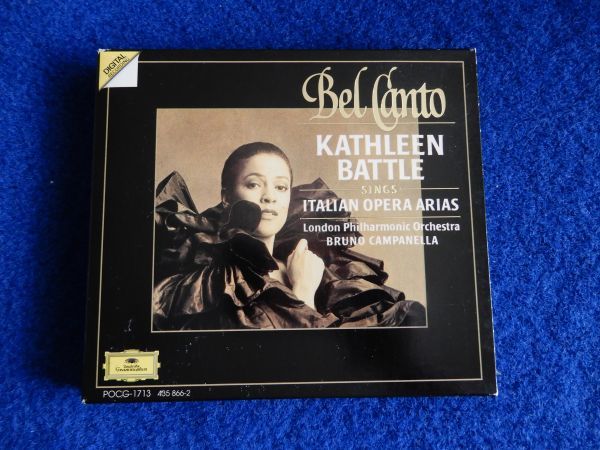 DIGITAL
RECORDING
Bel Canto
KATHLEEN
BATTLE
SINGS
ITALIAN OPERA ARIAS
London Philharmonic Orchestra
BRUNO CAMPANELLA
Deutsche
Grammophon
POCG-1713 435 866-2